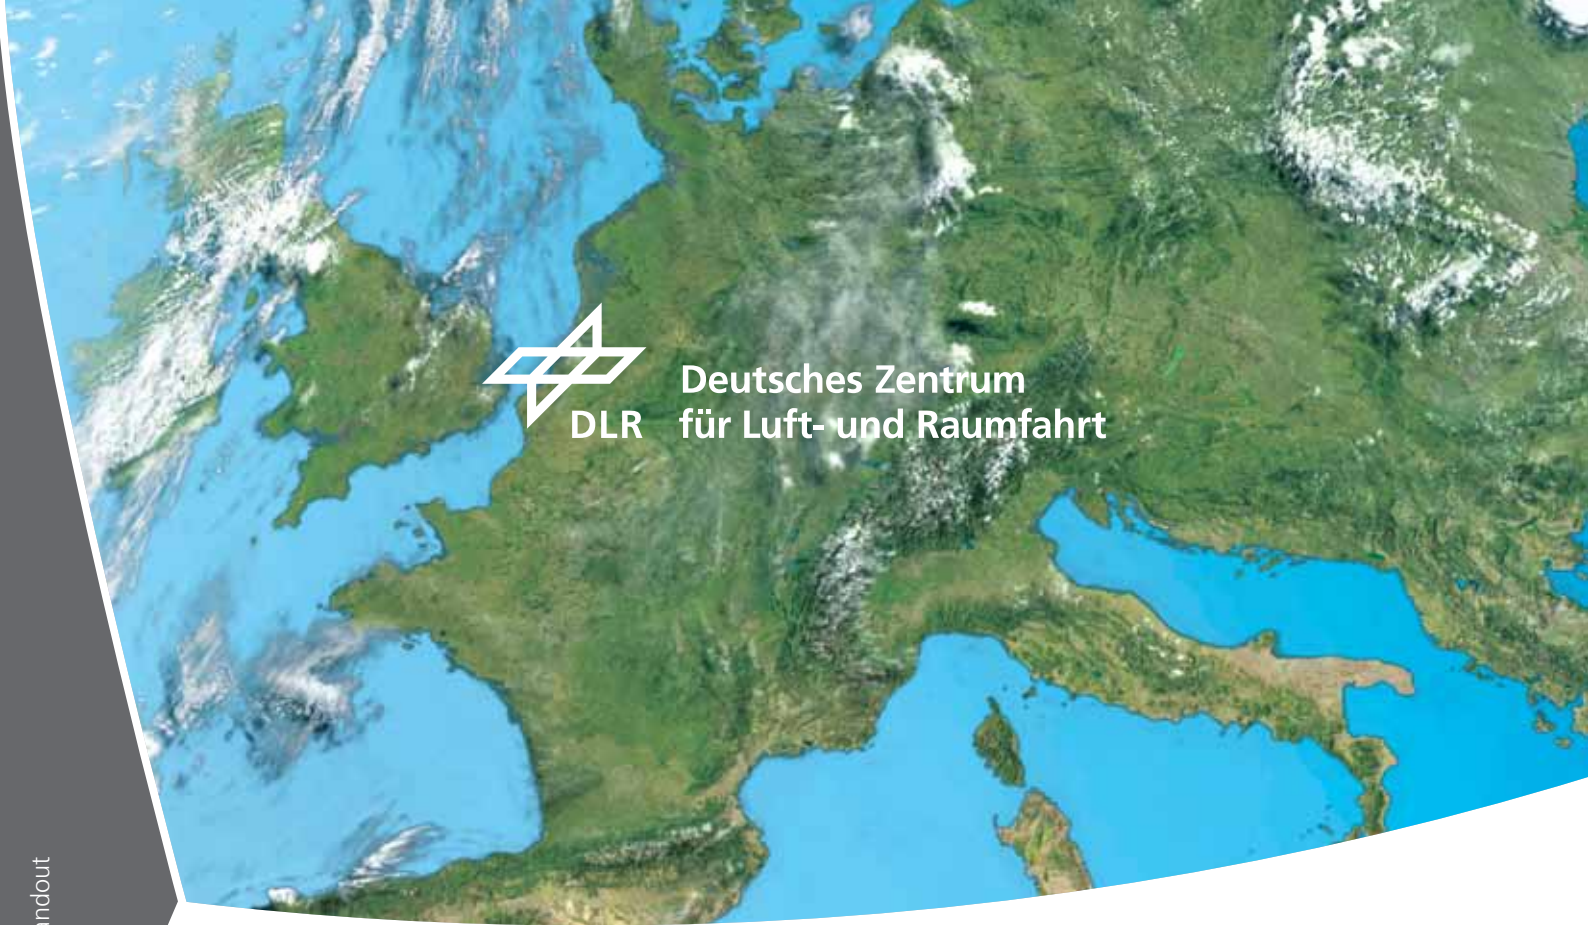 Deutsches Zentrum
DLR für Luft- und Raumfahrt